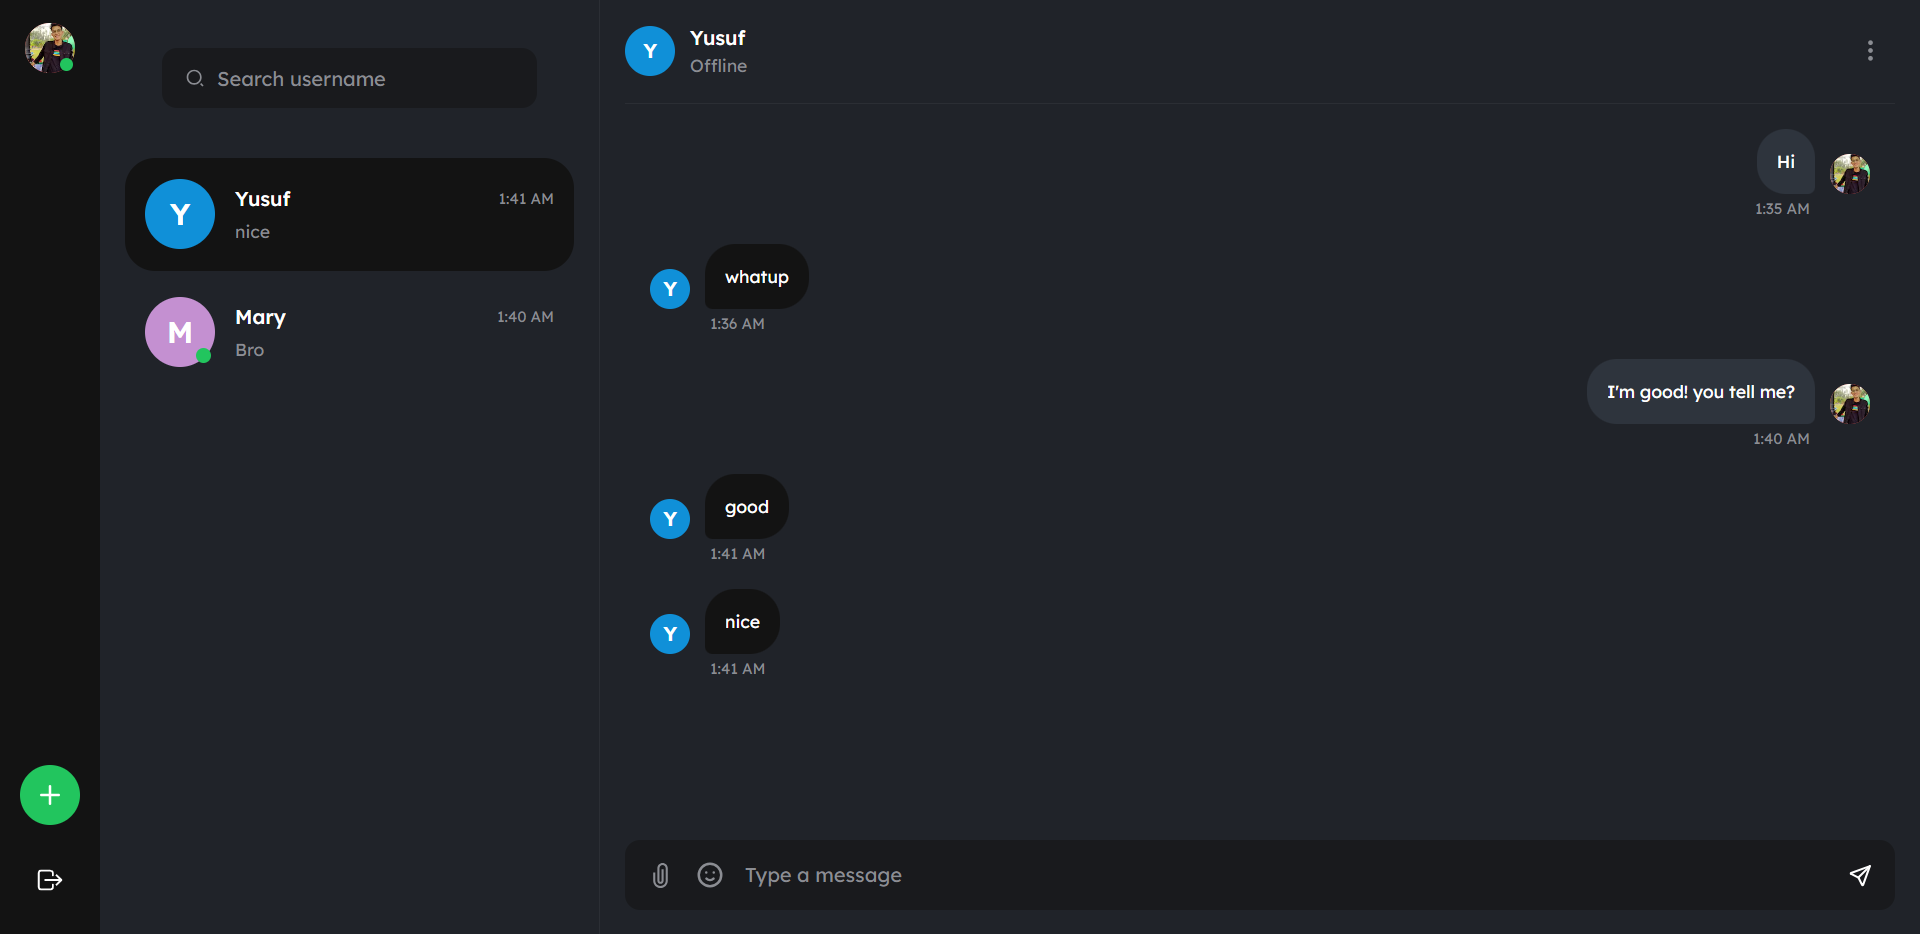 Search username
Y
Yusuf
1:41 AM
nice
M
Mary
1:40 AM
Bro
Y
Yusuf
Offline
Hi
1:35 AM
Y
whatup
1:36 AM
I'm good! you tell me?
1:40 AM
Y
good
1:41 AM
Y
nice
1:41 AM
Type a message